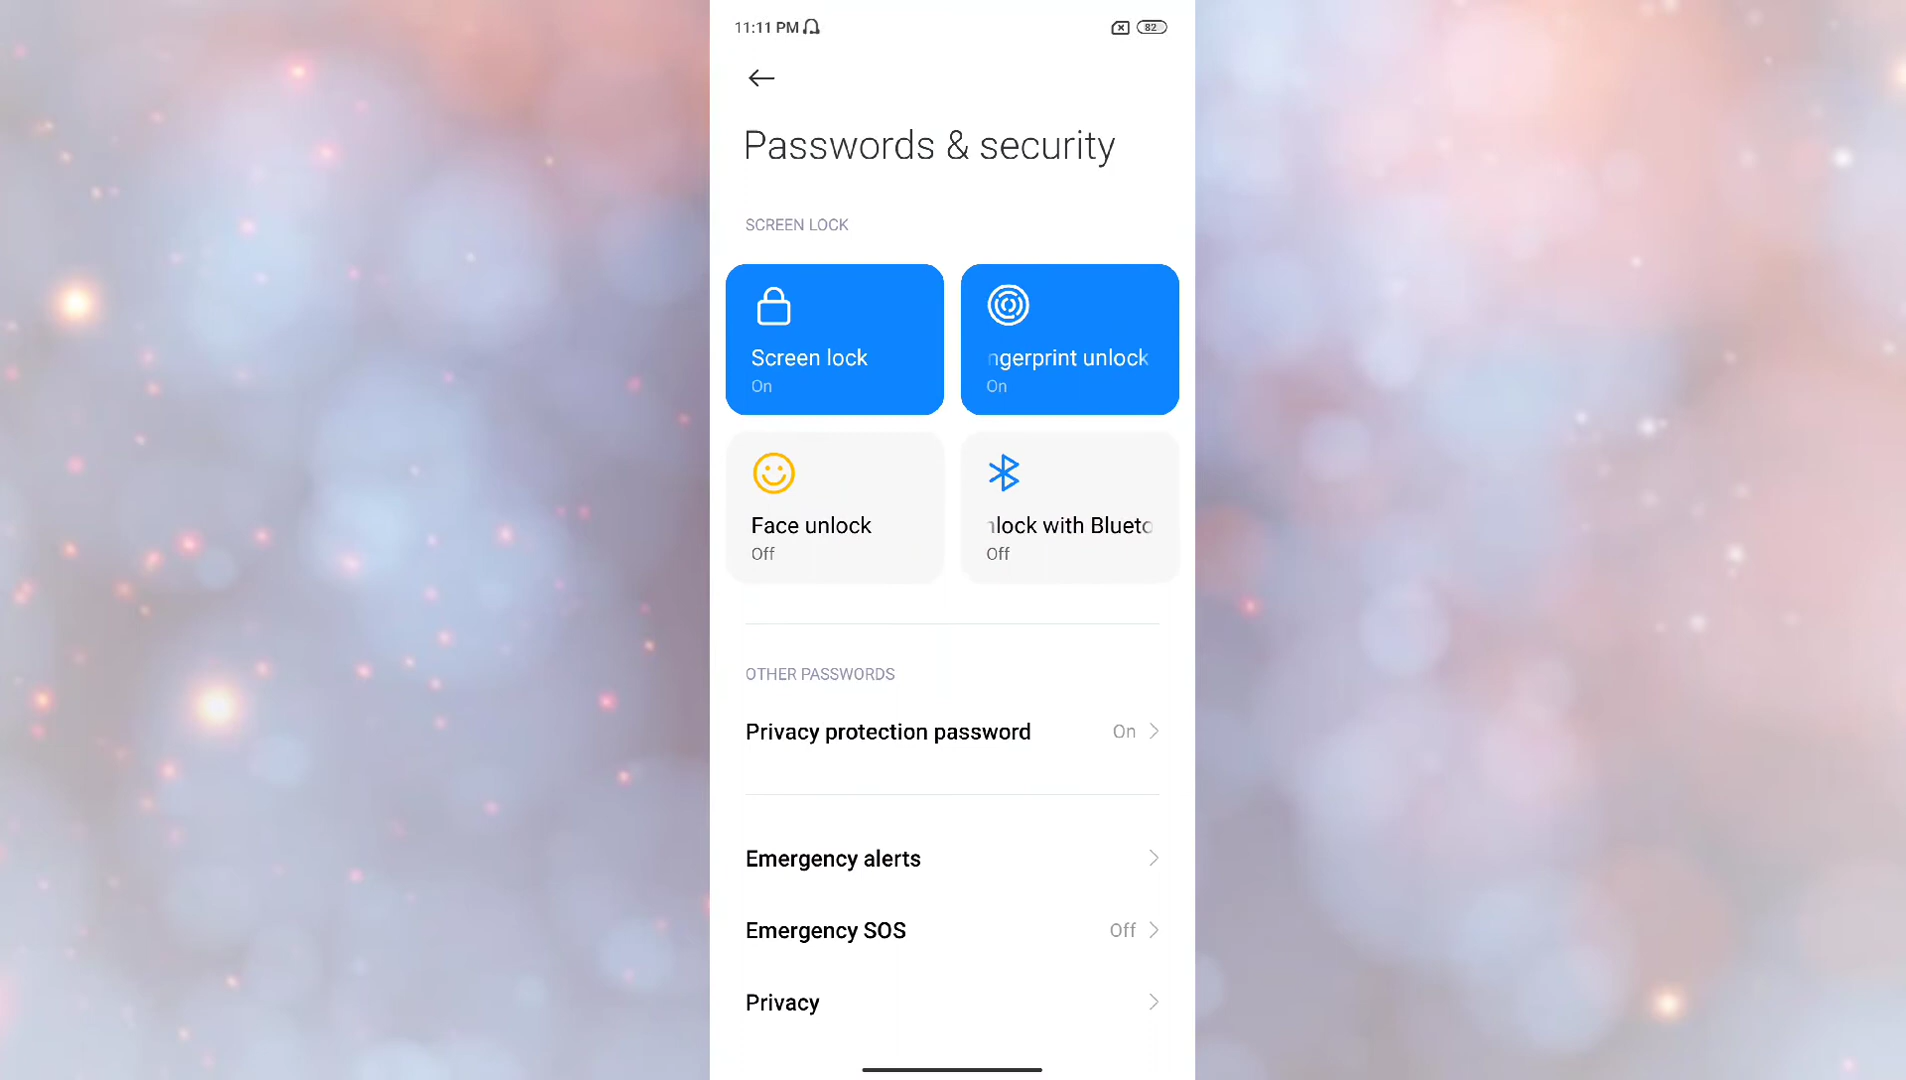 11:11 PM 82
Passwords & security
SCREEN LOCK
Screen lock
On
ngerprint unlock
On
Face unlock
Off
lock with Blueto
Off
OTHER PASSWORDS
Privacy protection password On
Emergency alerts
Emergency SOS Off
Privacy